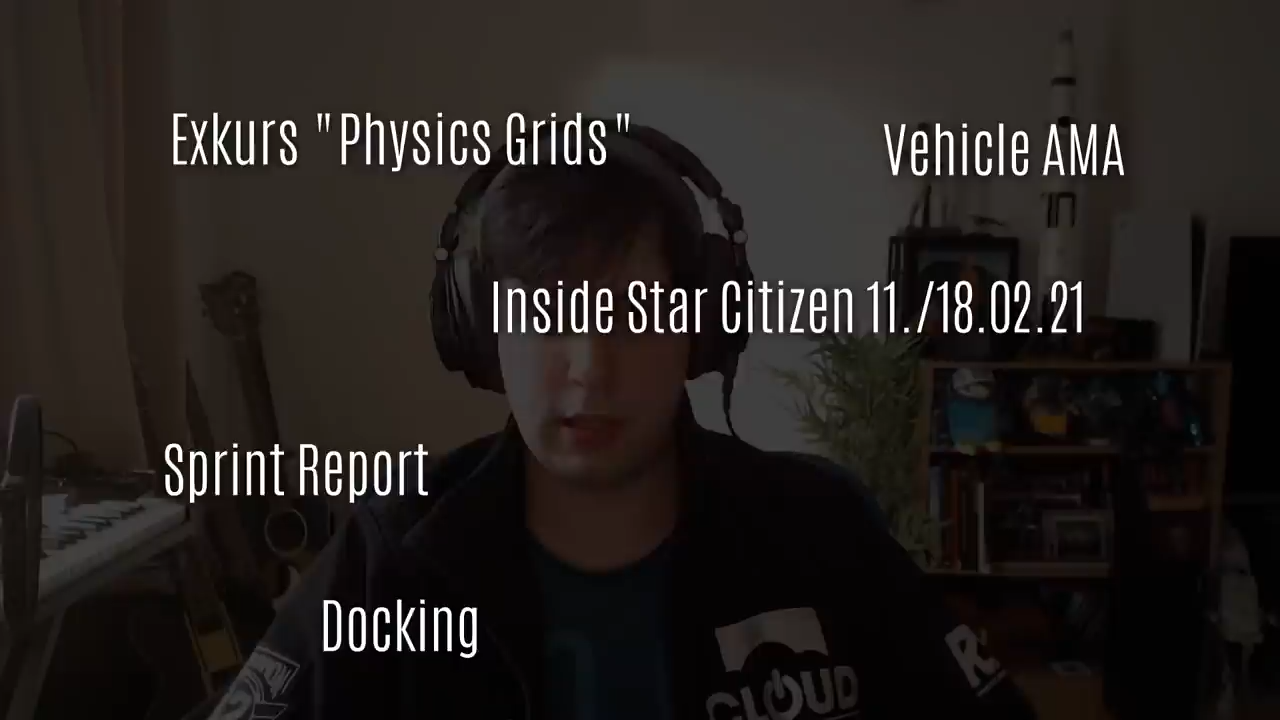 Exkurs "Physics Grids"
Vehicle AMA
Inside Star Citizen 11./18.02.21
Sprint Report
Docking
CLOUD
R